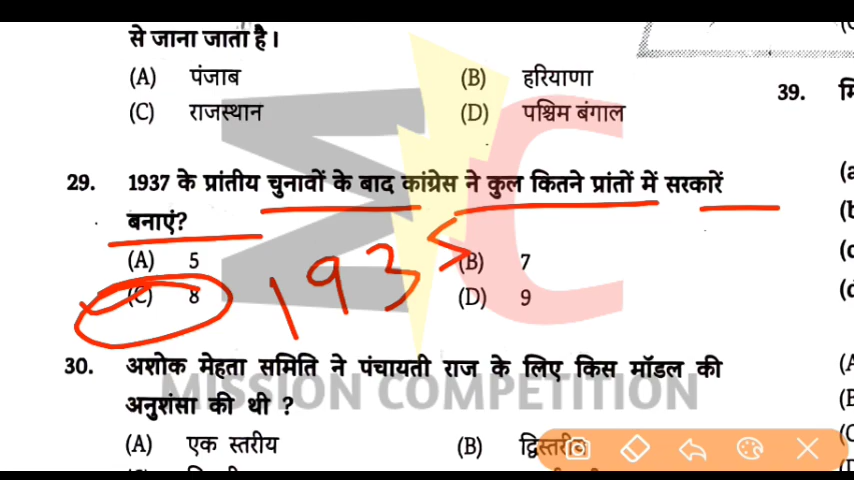 से जाना जाता है।
(A) पंजाब (B) हरियाणा
(C) राजस्थान (D) पश्चिम बंगाल
29. 1937 के प्रांतीय चुनावों के बाद कांग्रेस ने कुल कितने प्रांतों में सरकारें
बनाएं?
(A) 5 (B) 7
(C) 8 (D) 9
1935
30. अशोक मेहता समिति ने पंचायती राज के लिए किस मॉडल की
MISSION COMPETITION
अनुशंसा की थी ?
(A) एक स्तरीय (B) द्विस्तरीय
39.